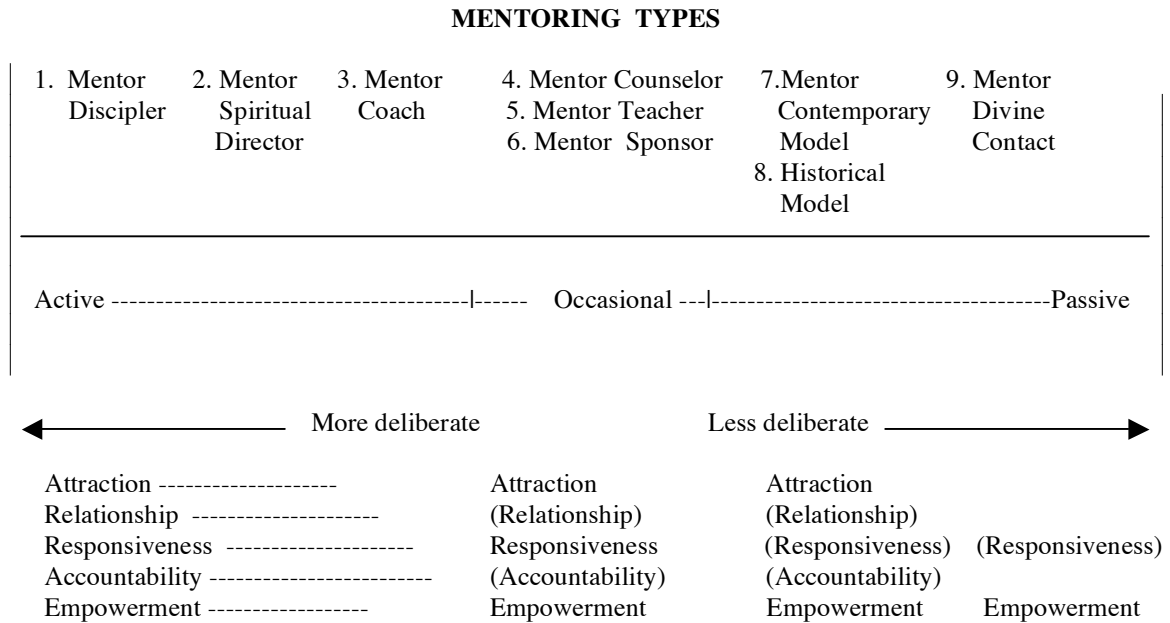 MENTORING TYPES
1. Mentor Discipler
2. Mentor Spiritual Director
3. Mentor Coach
4. Mentor Counselor
5. Mentor Teacher
6. Mentor Sponsor
7.Mentor Contemporary Model
8. Historical Model
9. Mentor Divine Contact
Active ----------------------------------------|------ Occasional ---|--------------------------------------Passive
More deliberate Less deliberate
Attraction -------------------- Attraction Attraction
Relationship --------------------- (Relationship) (Relationship)
Responsiveness --------------------- Responsiveness (Responsiveness) (Responsiveness)
Accountability ------------------------- (Accountability) (Accountability)
Empowerment ------------------ Empowerment Empowerment Empowerment